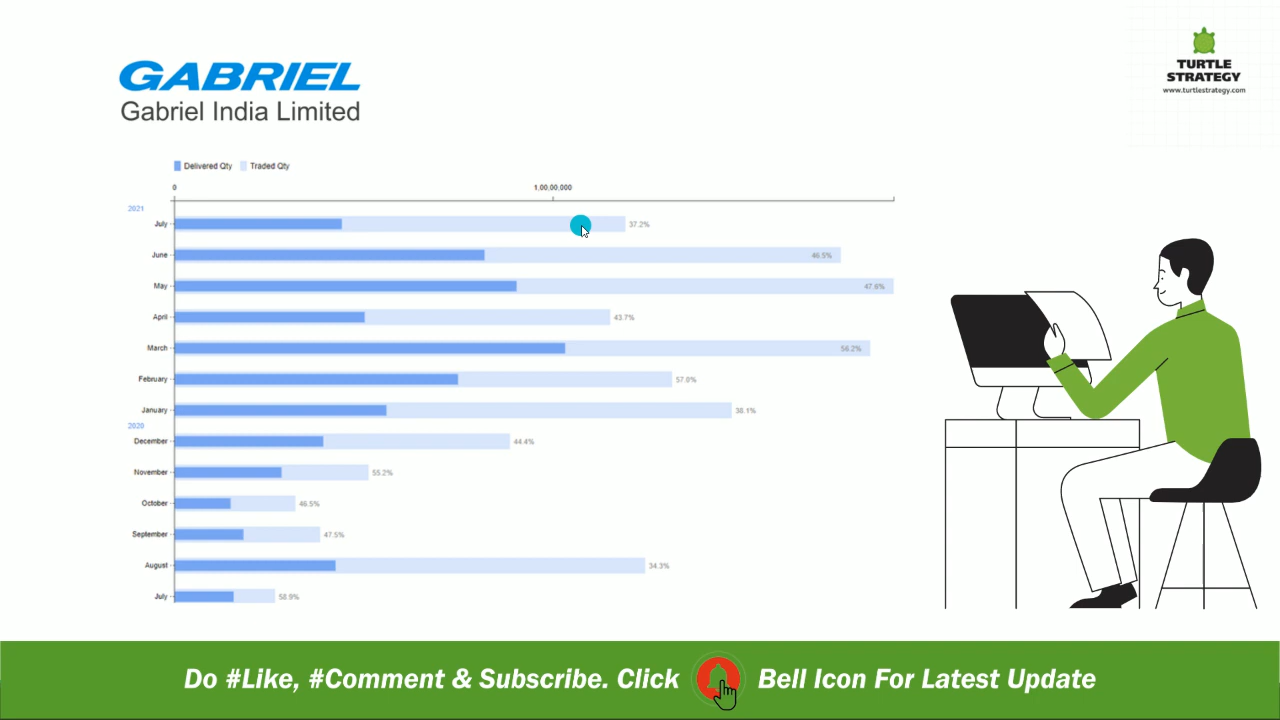 GABRIEL
Gabriel India Limited
TURTLE
STRATEGY
www.turtlestrategy.com
Delivered Qty Traded Qty
0 1,00,00,000
2021
July 37.2%
June 46.5%
May 47.6%
April 43.7%
March 56.2%
February 57.0%
January 38.1%
2020
December 44.4%
November 55.2%
October 46.5%
September 47.5%
August 34.3%
July 58.9%
Do #Like, #Comment & Subscribe. Click Bell Icon For Latest Update